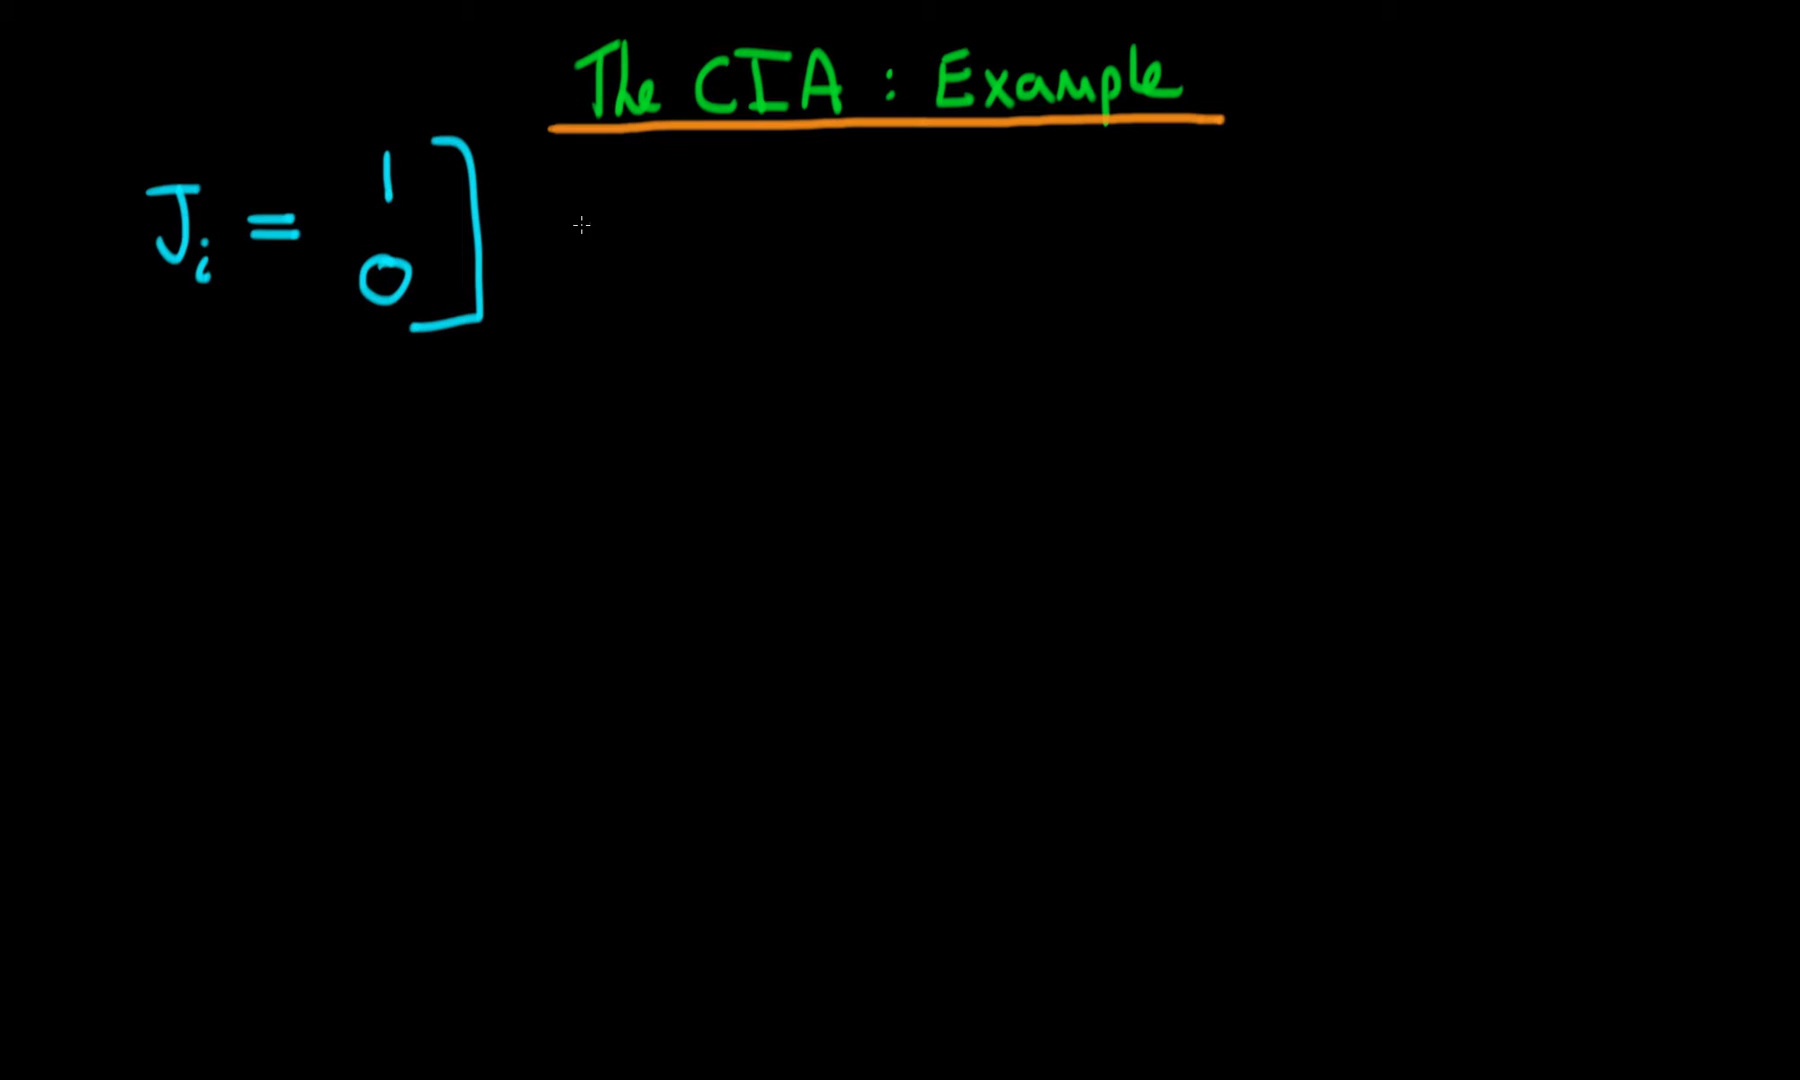 The CIA : Example
J_i = 1
0 ]